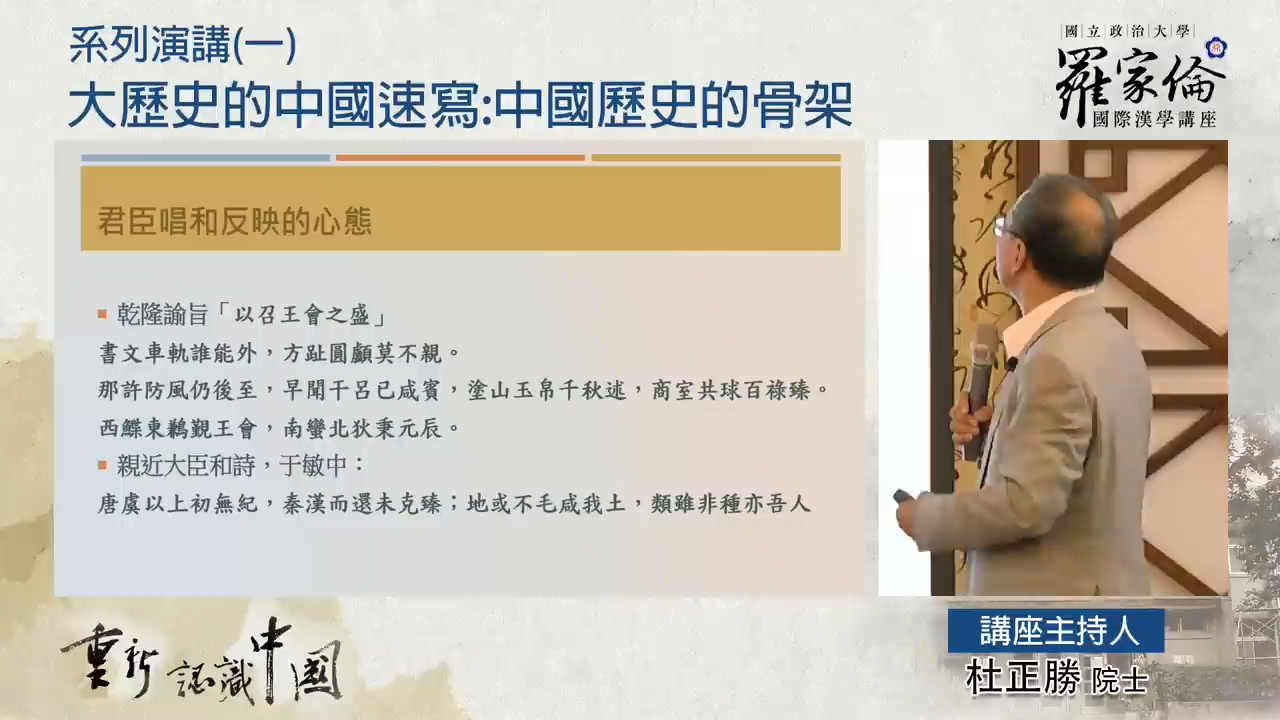 系列演講(一)
大歷史的中國速寫:中國歷史的骨架
國立政治大學
羅家倫
國際漢學講座
君臣唱和反映的心態
乾隆諭旨「以召王會之盛」
書文車軌誰能外，方趾圓顱莫不親。
那許防風仍後至，早聞干呂已咸賓，塗山玉帛千秋述，商室共球百祿臻。
西鰈東鶼覲王會，南蠻北狄秉元辰。
親近大臣和詩，于敏中：
唐虞以上初無紀，秦漢而還未克臻；地或不毛咸我土，類雖非種亦吾人
重新認識中国
講座主持人
杜正勝 院士